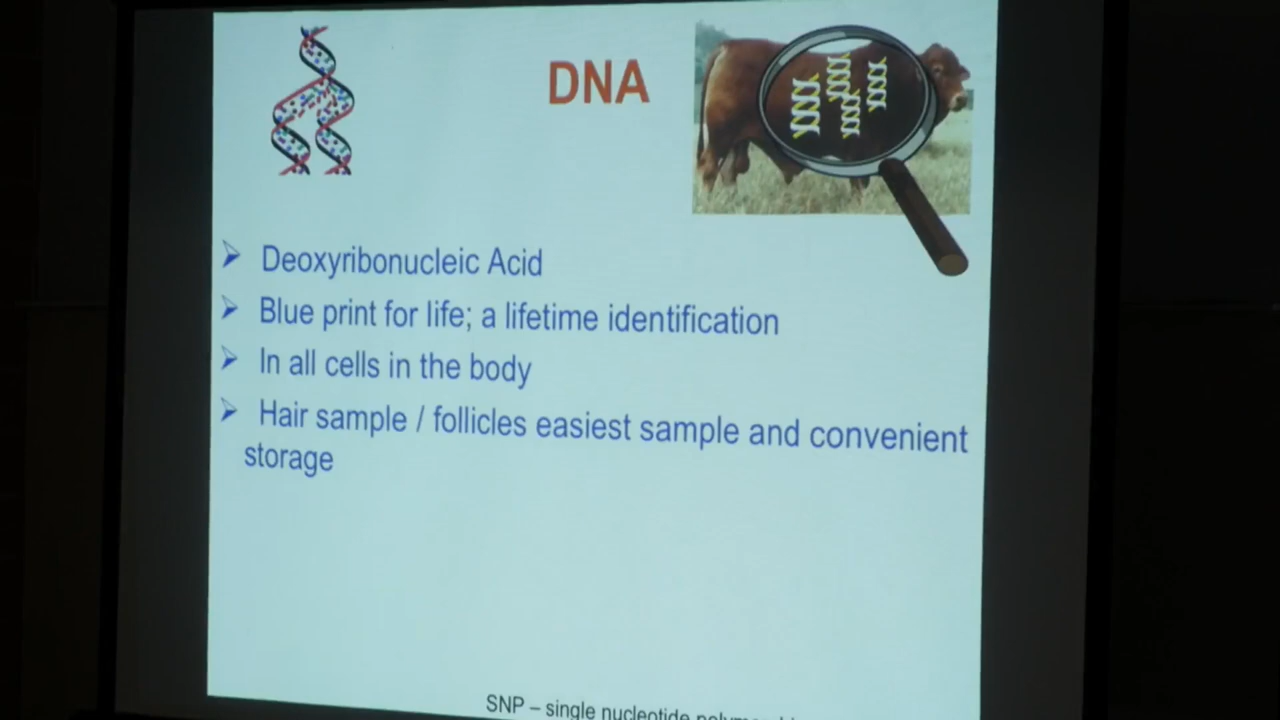 DNA
Deoxyribonucleic Acid
Blue print for life; a lifetime identification
In all cells in the body
Hair sample / follicles easiest sample and convenient
storage
SNP – single nucleotide